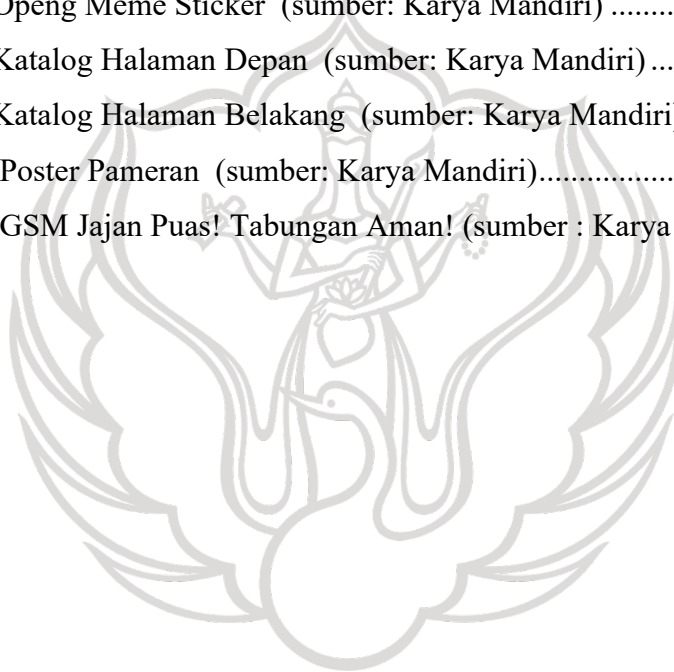 Openg Meme Sticker (sumber: Karya Mandiri) ........
Katalog Halaman Depan (sumber: Karya Mandiri) ...
Katalog Halaman Belakang (sumber: Karya Mandiri)
Poster Pameran (sumber: Karya Mandiri).................
GSM Jajan Puas! Tabungan Aman! (sumber : Karya